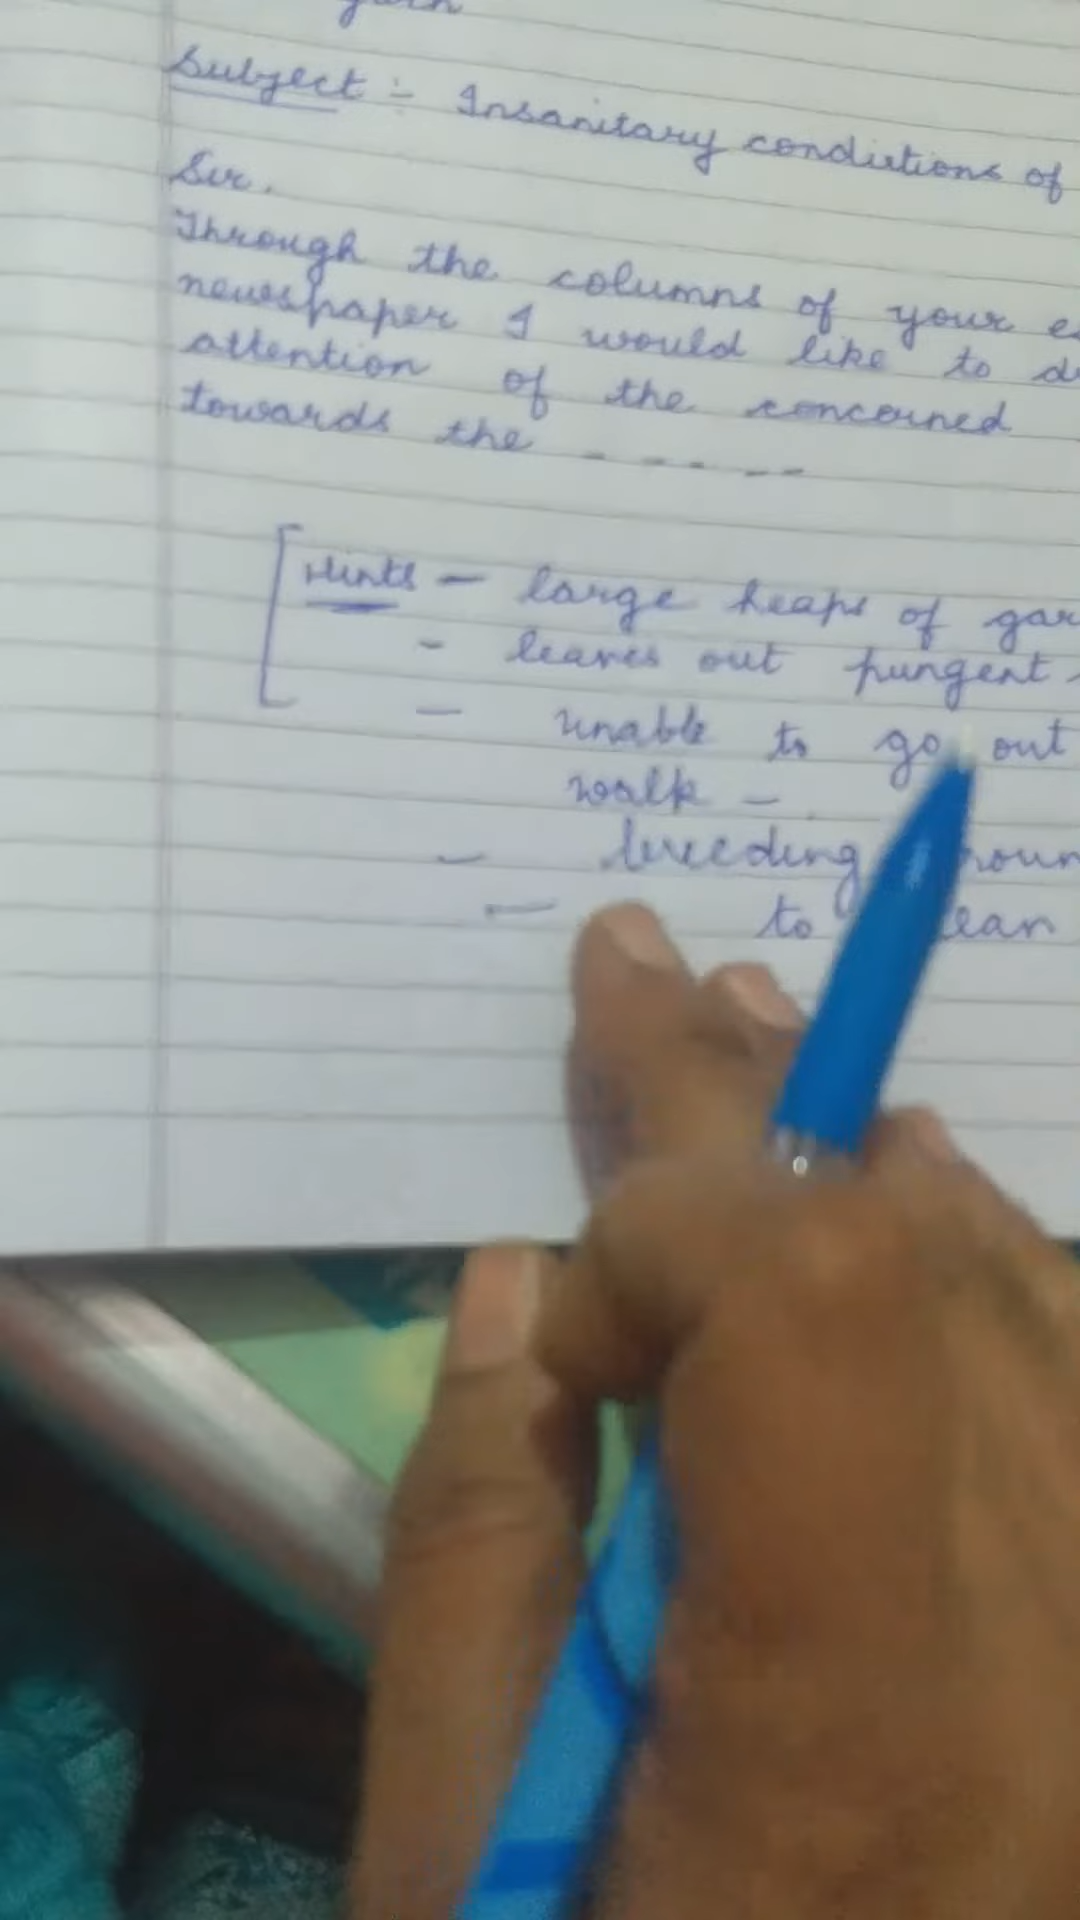 Subject :- Insanitary conditions of
Sir,
Through the columns of your
newspaper I would like to
attention of the concerned
towards the - - - - -
Hints - large heaps of gar
- leaves out pungent
- unable to go out
walk -
- breeding
- to